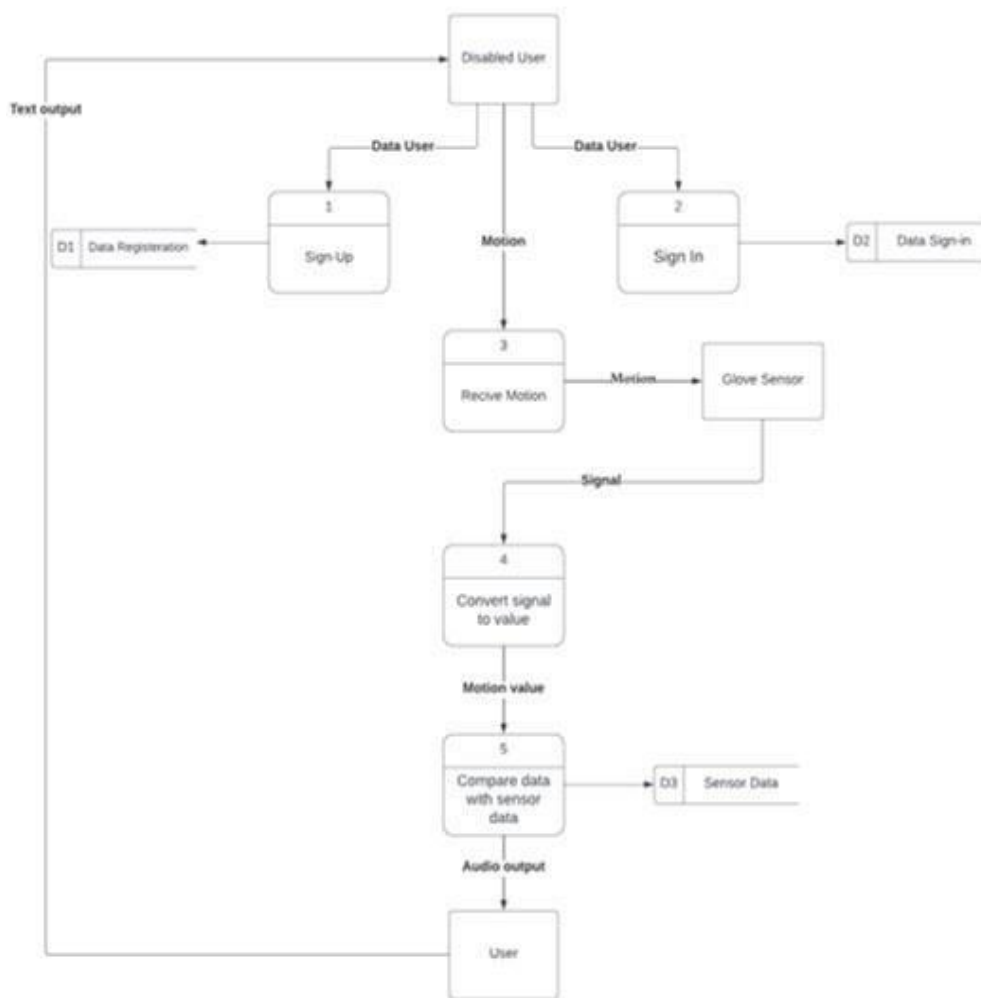 Disabled User
Text output
Data User
Data User
1
2
D1
Data Registeration
Sign-Up
Motion
Sign In
D2
Data Sign-in
3
Recive Motion
Motion
Glove Sensor
Signal
4
Convert signal
to value
Motion value
5
Compare data
with sensor
data
D3
Sensor Data
Audio output
User